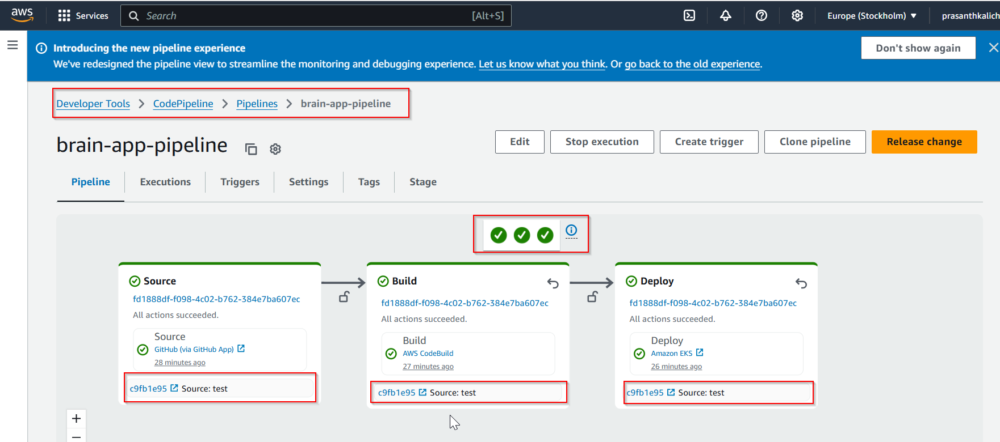 aws
Services
Search
[Alt+S]
Europe (Stockholm)
prasanthkalich
Introducing the new pipeline experience
We've redesigned the pipeline view to streamline the monitoring and debugging experience. Let us know what you think. Or go back to the old experience.
Don't show again
Developer Tools
CodePipeline
Pipelines
brain-app-pipeline
brain-app-pipeline
Edit
Stop execution
Create trigger
Clone pipeline
Release change
Pipeline
Executions
Triggers
Settings
Tags
Stage
Source
fd1888df-f098-4c02-b762-384e7ba607ec
All actions succeeded.
Source
GitHub (via GitHub App)
28 minutes ago
c9fb1e95 Source: test
Build
fd1888df-f098-4c02-b762-384e7ba607ec
All actions succeeded.
Build
AWS CodeBuild
27 minutes ago
c9fb1e95 Source: test
Deploy
fd1888df-f098-4c02-b762-384e7ba607ec
All actions succeeded.
Deploy
Amazon EKS
26 minutes ago
c9fb1e95 Source: test